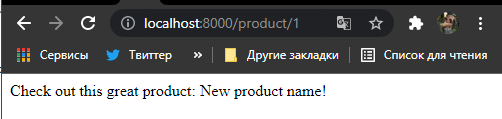 localhost:8000/product/1
Сервисы Твиттер » Другие закладки Список для чтения
Check out this great product: New product name!